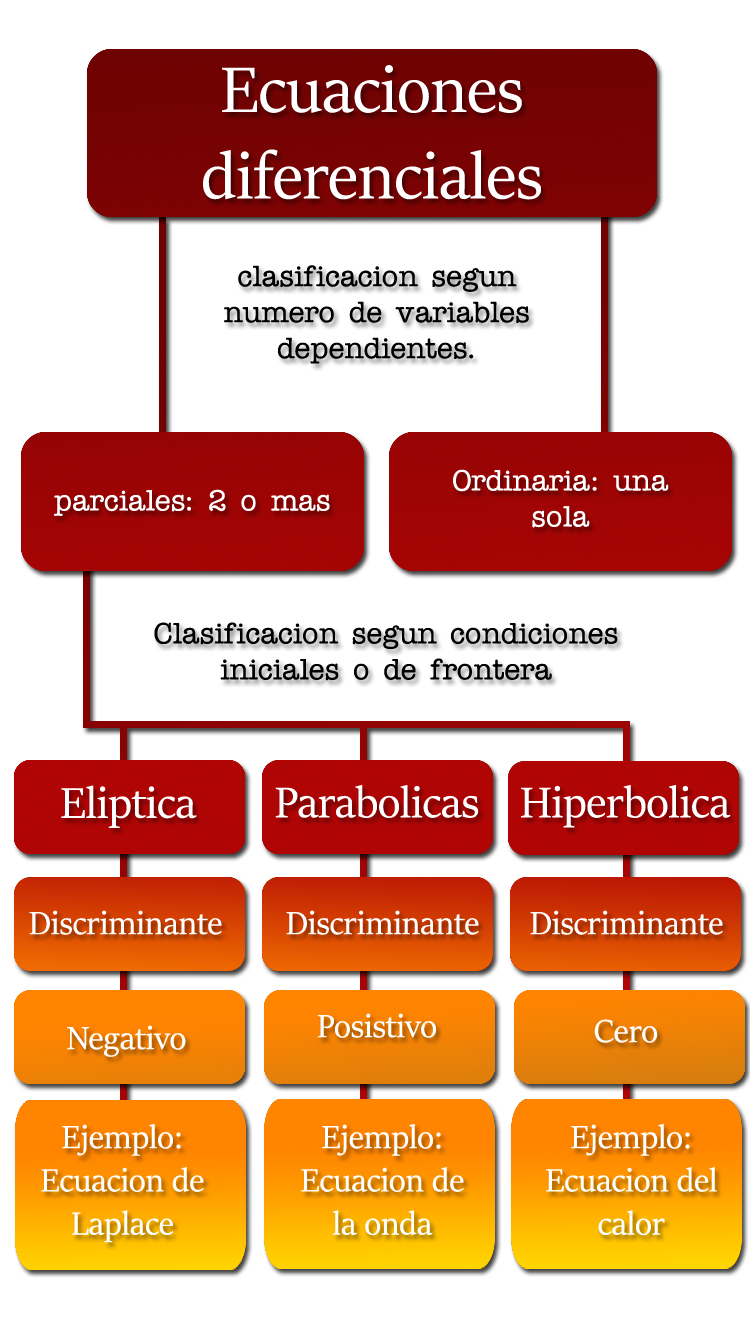 Ecuaciones
diferenciales
clasificacion segun
numero de variables
dependientes.
parciales: 2 o mas
Ordinaria: una
sola
Clasificacion segun condiciones
iniciales o de frontera
Eliptica
Parabolicas
Hiperbolica
Discriminante
Discriminante
Discriminante
Negativo
Posistivo
Cero
Ejemplo:
Ecuacion de
Laplace
Ejemplo:
Ecuacion de
la onda
Ejemplo:
Ecuacion del
calor